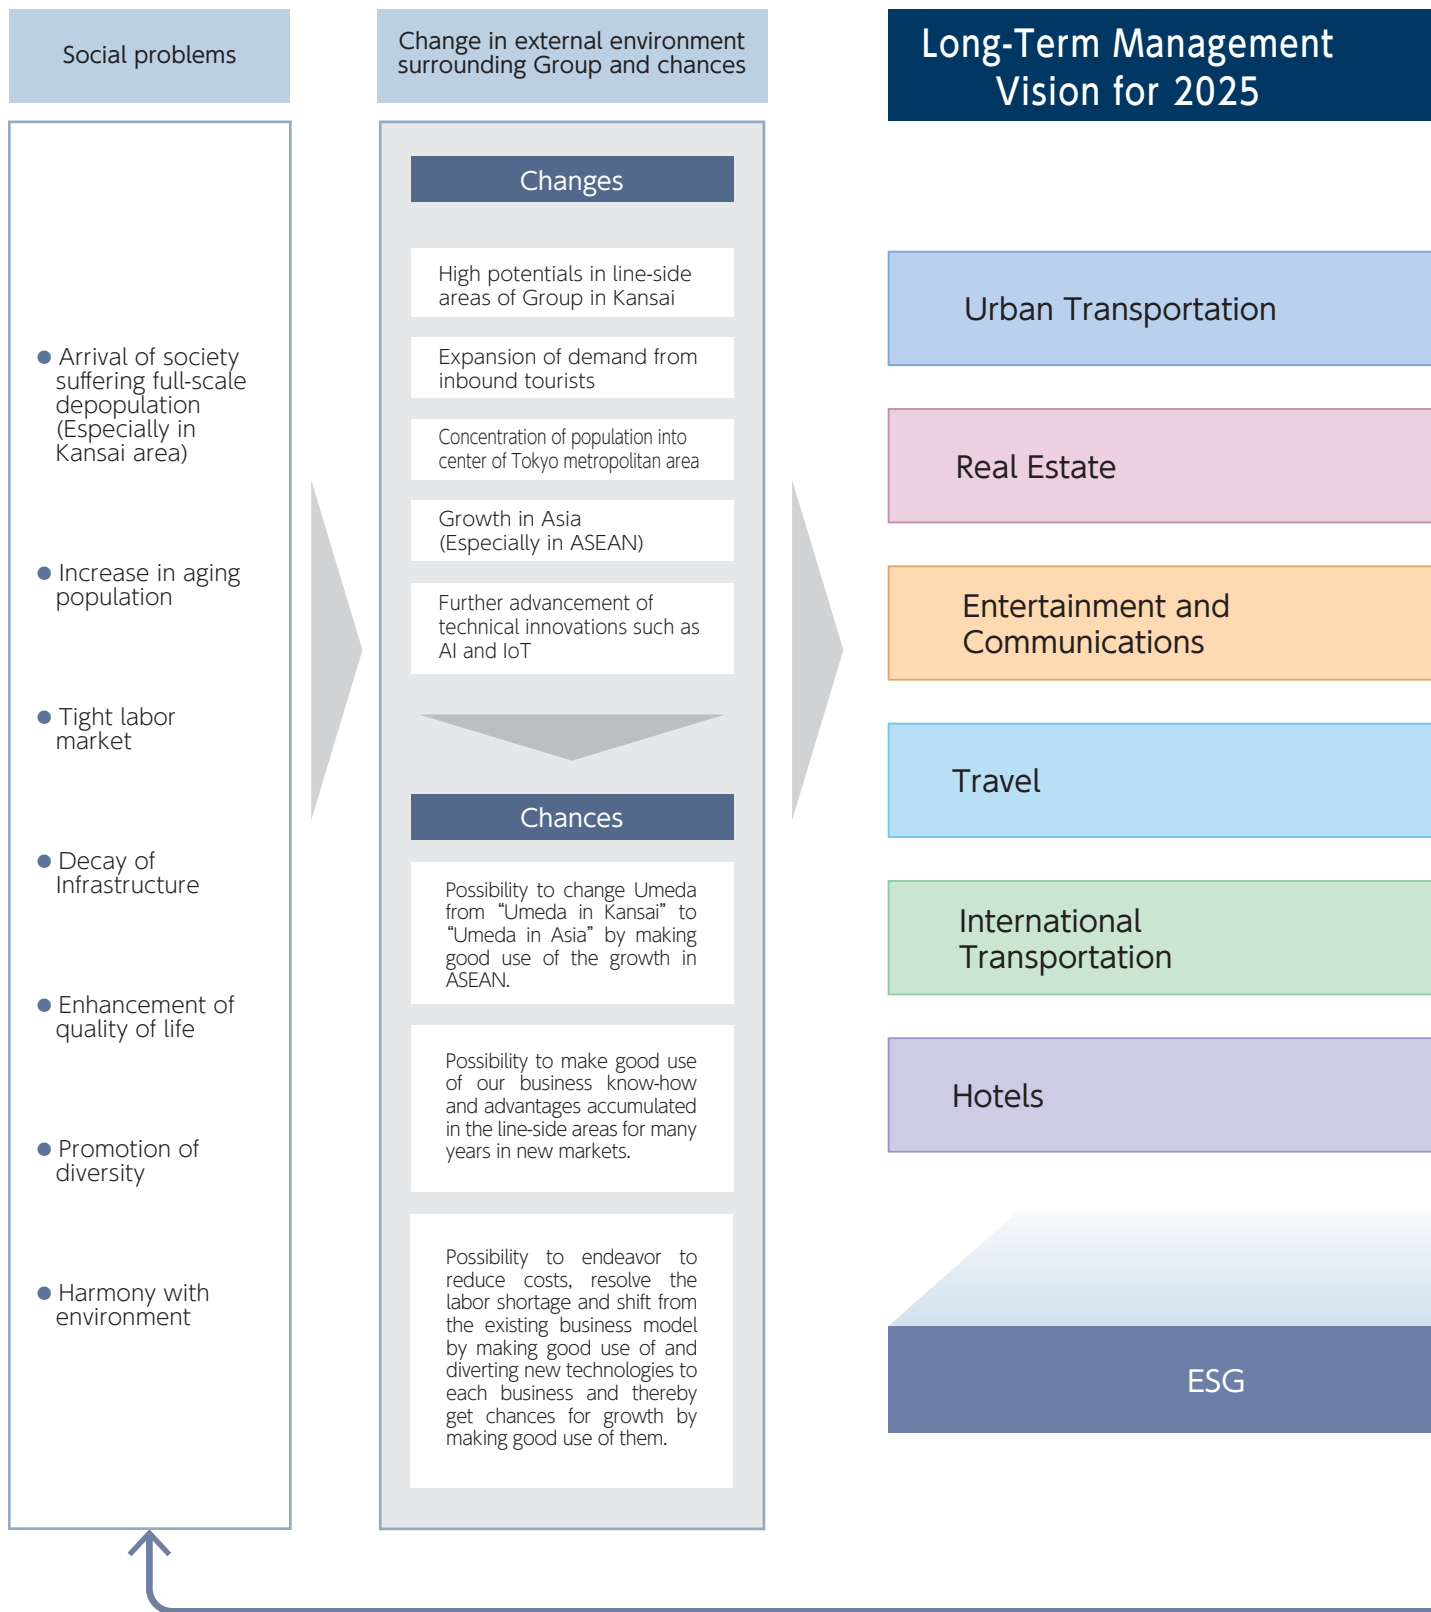 Social problems
● Arrival of society
suffering full-scale
depopulation
(Especially in
Kansai area)
● Increase in aging
population
● Tight labor
market
● Decay of
Infrastructure
● Enhancement of
quality of life
● Promotion of
diversity
● Harmony with
environment
Change in external environment
surrounding Group and chances
Changes
High potentials in line-side
areas of Group in Kansai
Expansion of demand from
inbound tourists
Concentration of population into
center of Tokyo metropolitan area
Growth in Asia
(Especially in ASEAN)
Further advancement of
technical innovations such as
AI and IoT
Chances
Possibility to change Umeda
from “Umeda in Kansai” to
“Umeda in Asia” by making
good use of the growth in
ASEAN.
Possibility to make good use
of our business know-how
and advantages accumulated
in the line-side areas for many
years in new markets.
Possibility to endeavor to
reduce costs, resolve the
labor shortage and shift from
the existing business model
by making good use of and
diverting new technologies to
each business and thereby
get chances for growth by
making good use of them.
Long-Term Management
Vision for 2025
Urban Transportation
Real Estate
Entertainment and
Communications
Travel
International
Transportation
Hotels
ESG